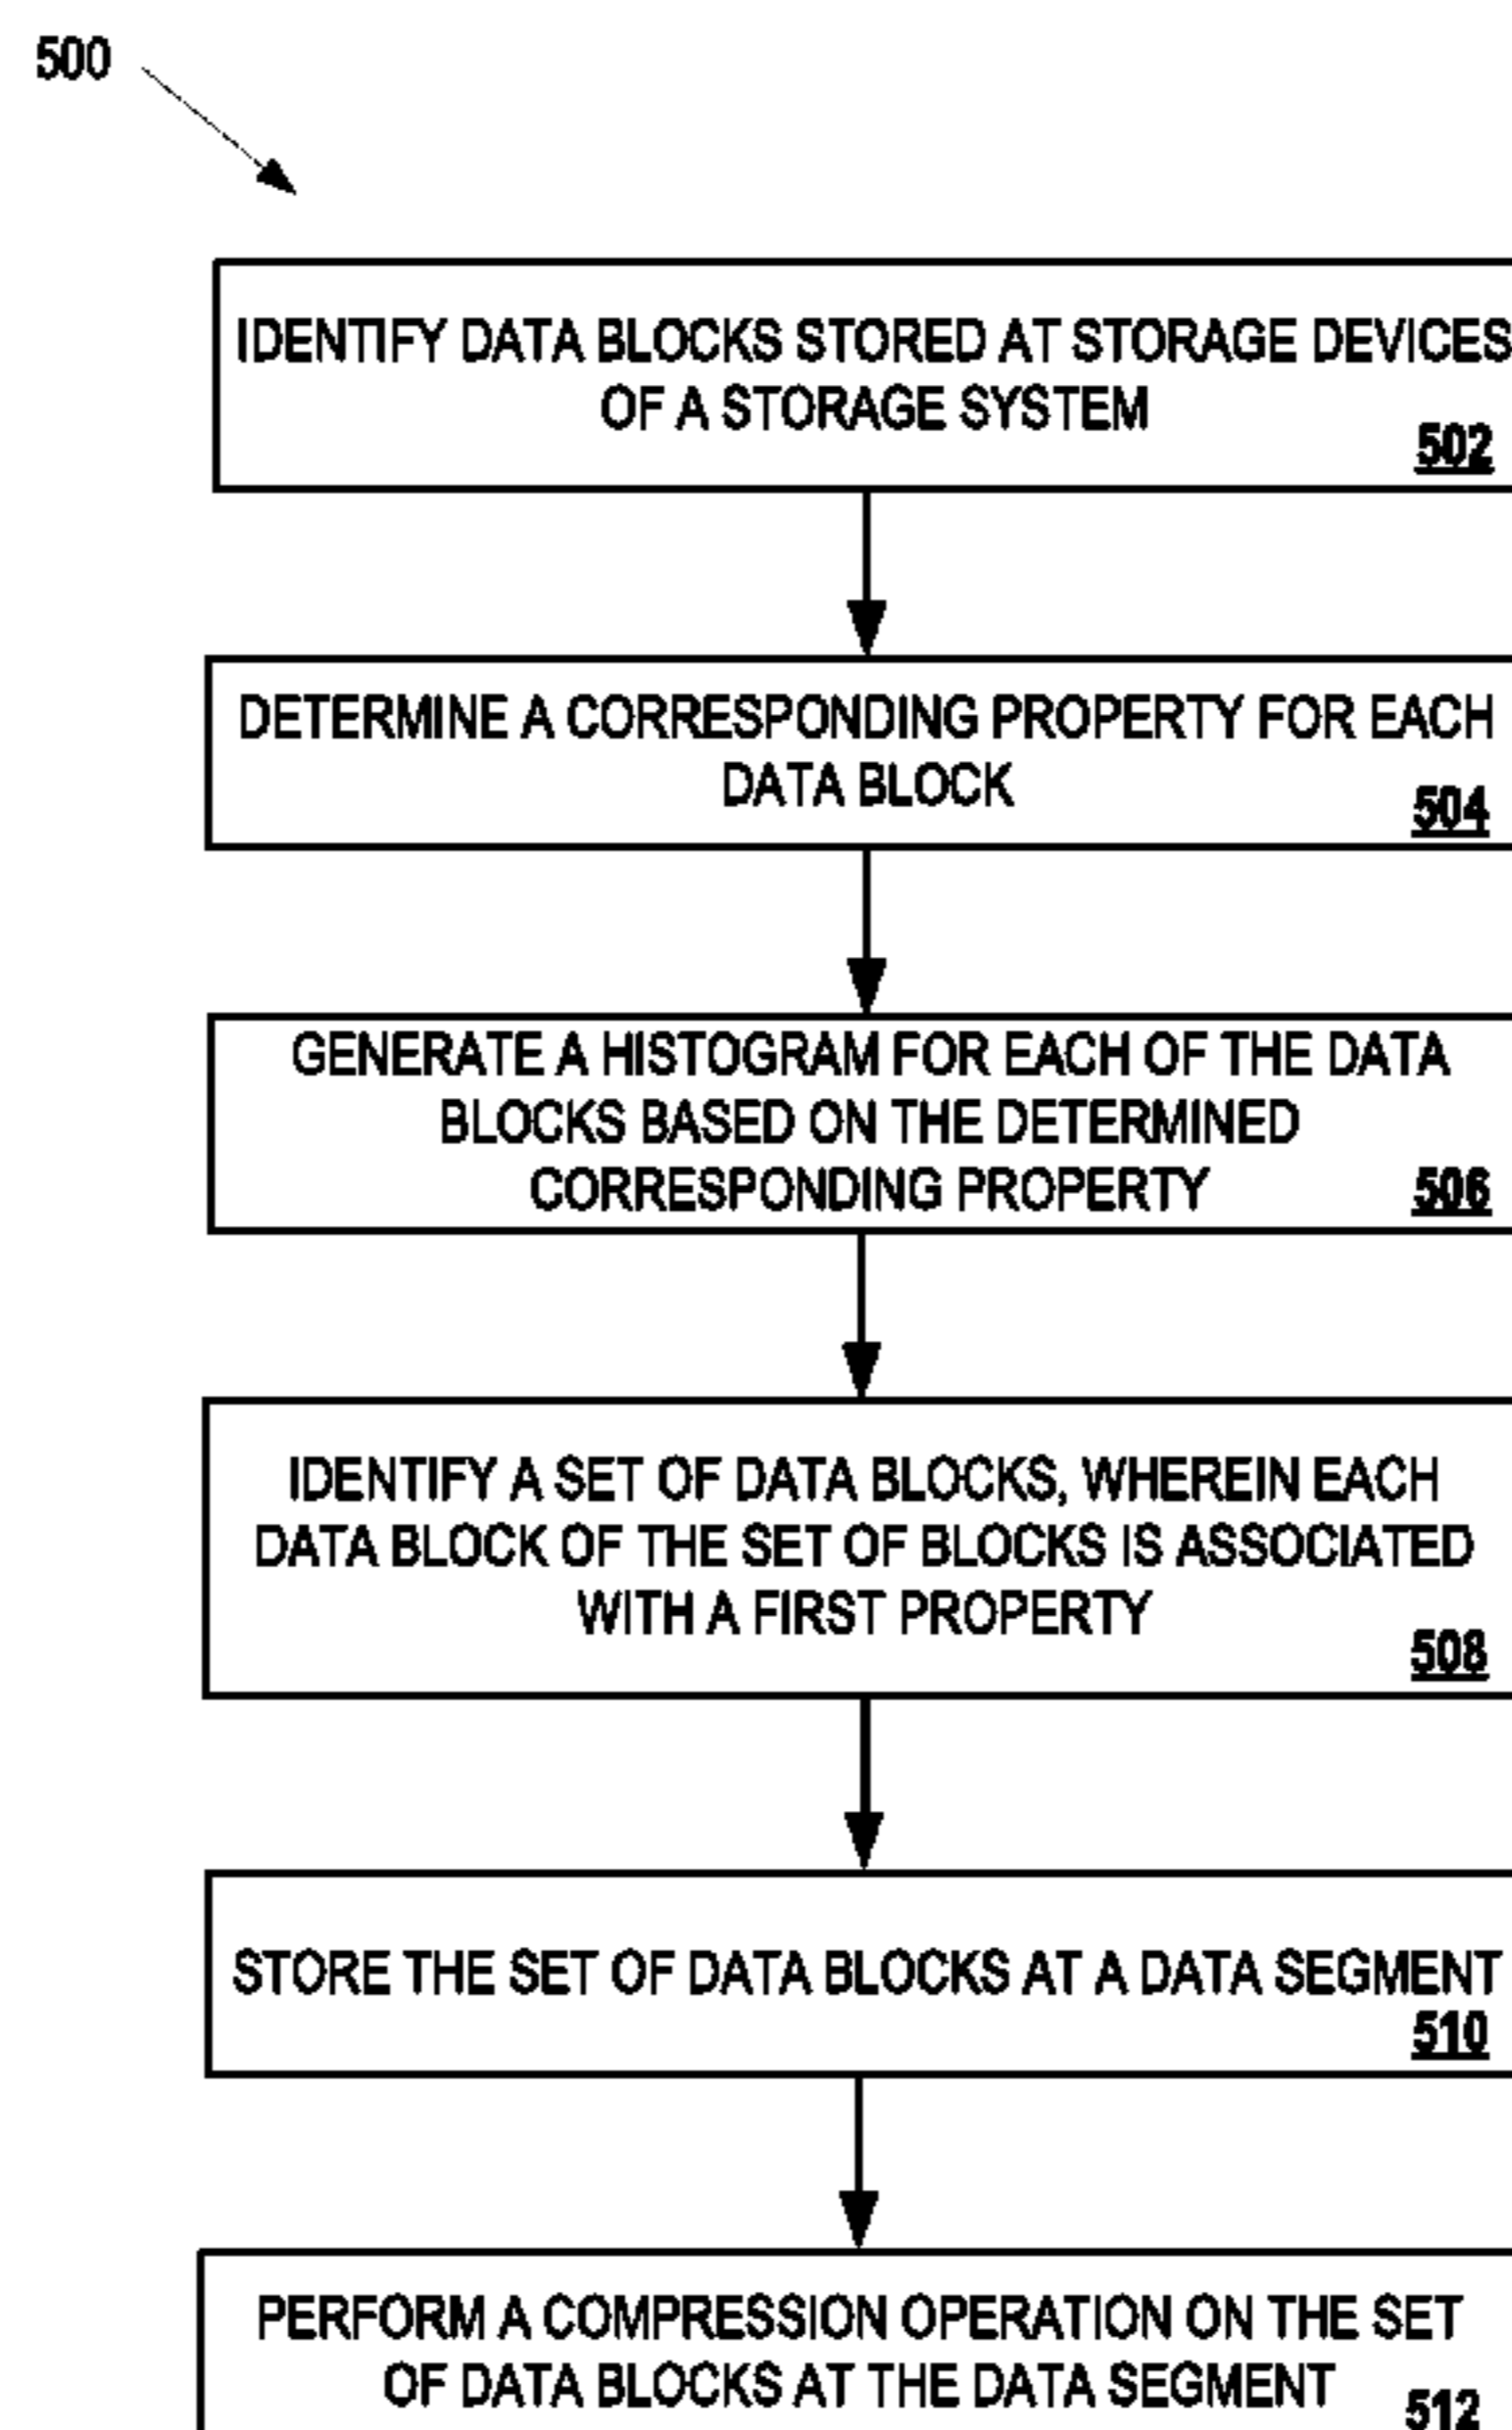 500
IDENTIFY DATA BLOCKS STORED AT STORAGE DEVICES
OF A STORAGE SYSTEM
502
DETERMINE A CORRESPONDING PROPERTY FOR EACH
DATA BLOCK
504
GENERATE A HISTOGRAM FOR EACH OF THE DATA
BLOCKS BASED ON THE DETERMINED
CORRESPONDING PROPERTY
506
IDENTIFY A SET OF DATA BLOCKS, WHEREIN EACH
DATA BLOCK OF THE SET OF BLOCKS IS ASSOCIATED
WITH A FIRST PROPERTY
508
STORE THE SET OF DATA BLOCKS AT A DATA SEGMENT
510
PERFORM A COMPRESSION OPERATION ON THE SET
OF DATA BLOCKS AT THE DATA SEGMENT
512